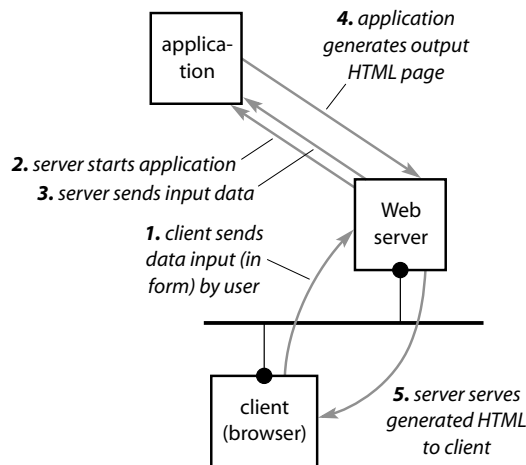 applica-
tion
4. application
generates output
HTML page
2. server starts application
3. server sends input data
Web
server
1. client sends
data input (in
form) by user
client
(browser)
5. server serves
generated HTML
to client